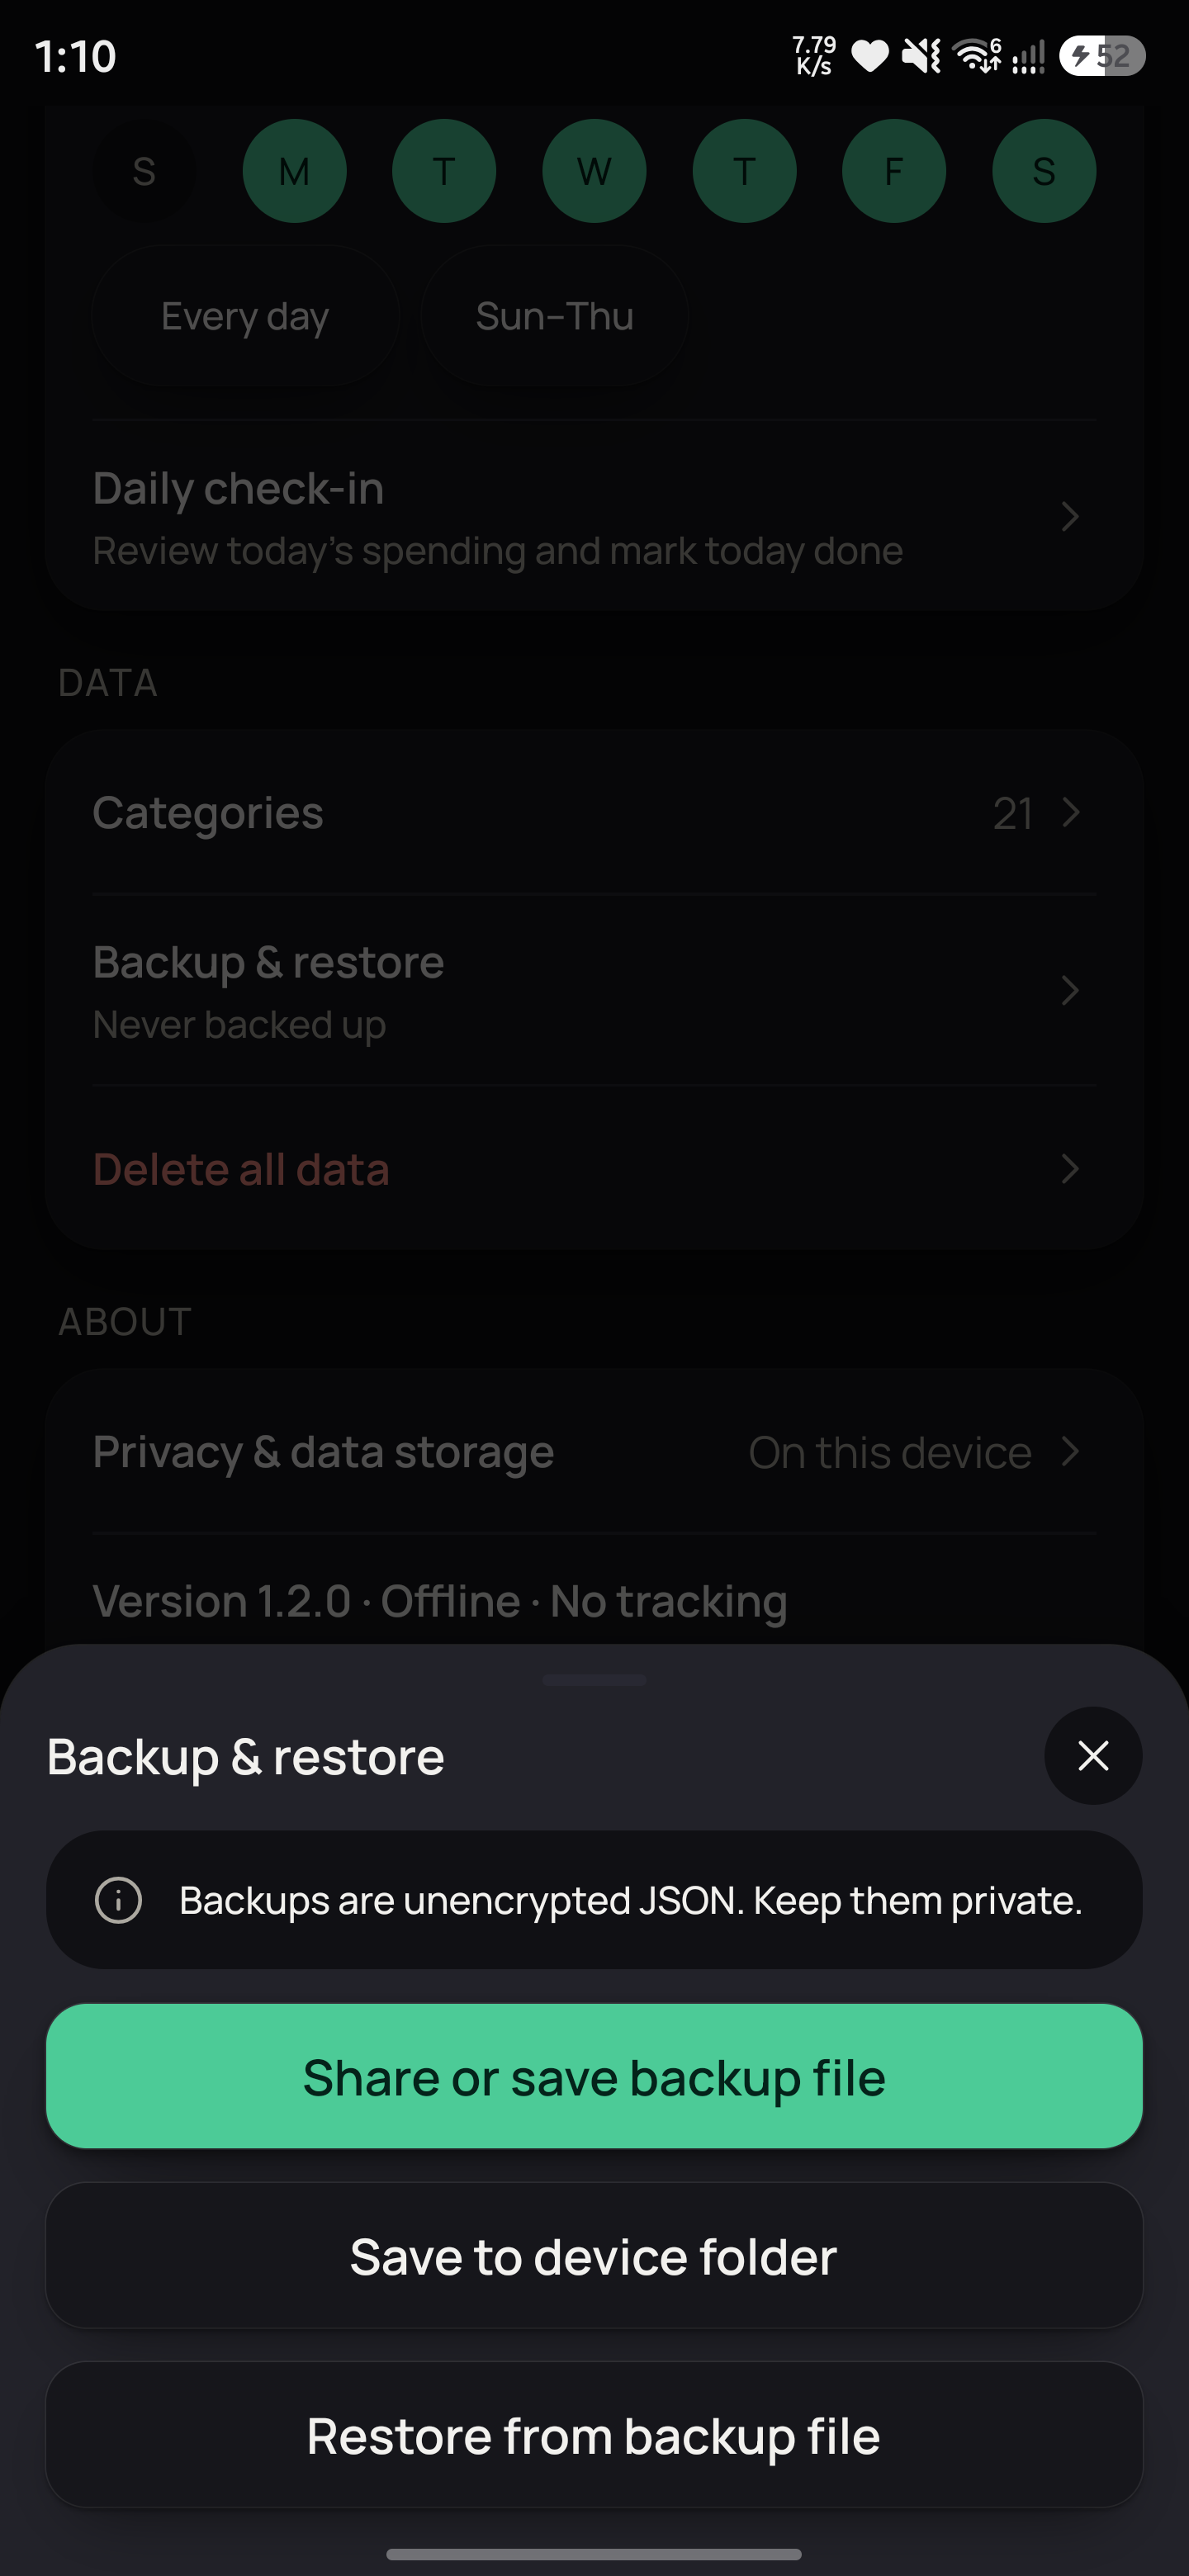 1:10
7.79
K/s
6
52
S M T W T F S
Every day
Sun–Thu
Daily check-in
Review today’s spending and mark today done
DATA
Categories
21
Backup & restore
Never backed up
Delete all data
ABOUT
Privacy & data storage
On this device
Version 1.2.0 · Offline · No tracking
Backup & restore
Backups are unencrypted JSON. Keep them private.
Share or save backup file
Save to device folder
Restore from backup file